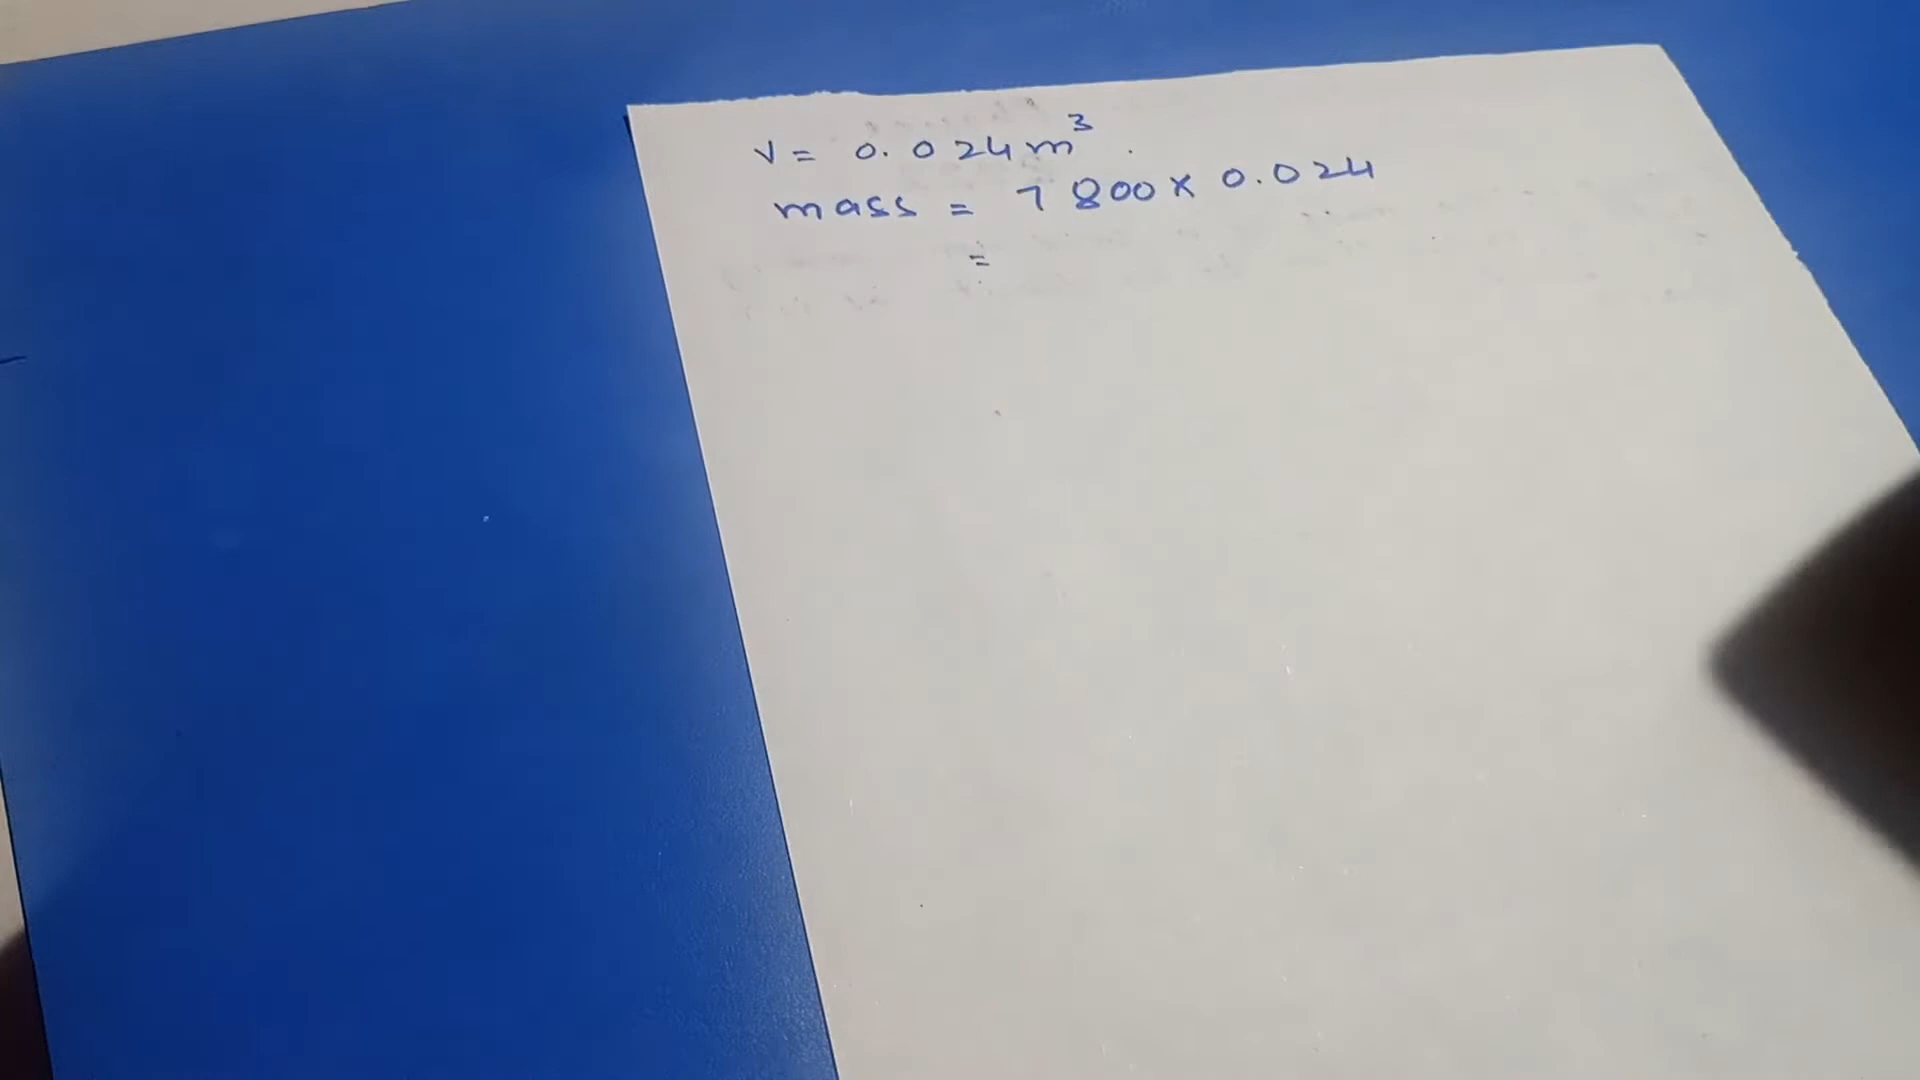 V = 0.024 m³.
mass = 7800 x 0.024
=